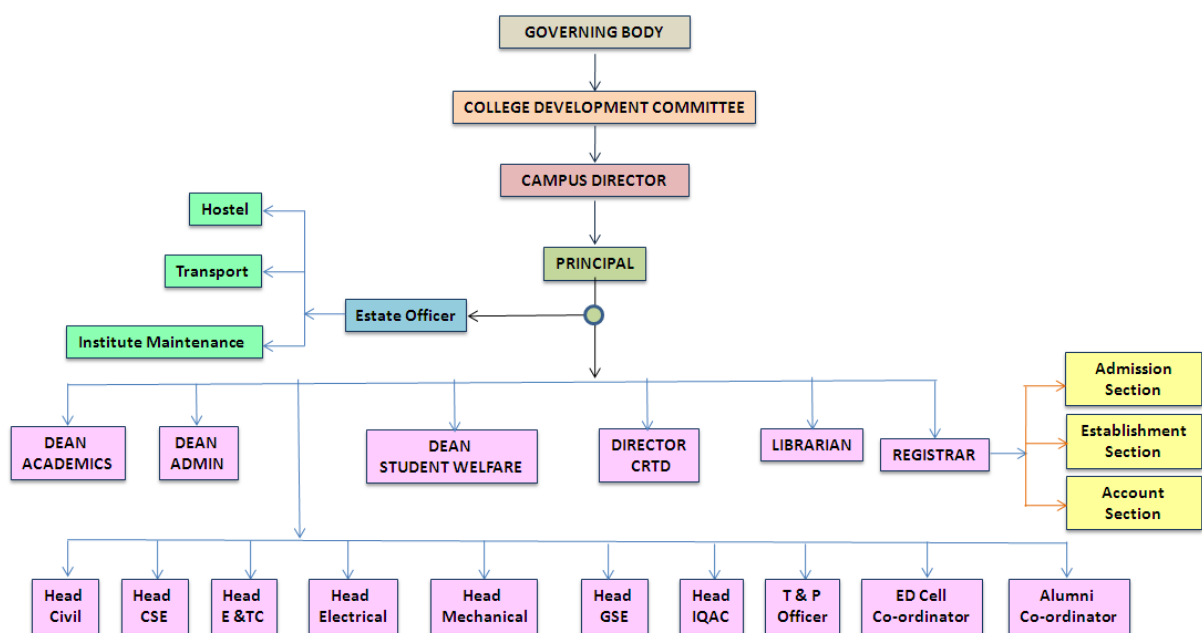 GOVERNING BODY
COLLEGE DEVELOPMENT COMMITTEE
CAMPUS DIRECTOR
Hostel
PRINCIPAL
Transport
Estate Officer
Institute Maintenance
Admission
Section
DEAN
ACADEMICS
DEAN
ADMIN
DEAN
STUDENT WELFARE
DIRECTOR
CRTD
LIBRARIAN
REGISTRAR
Establishment
Section
Account
Section
Head
Civil
Head
CSE
Head
E &TC
Head
Electrical
Head
Mechanical
Head
GSE
Head
IQAC
T & P
Officer
ED Cell
Co-ordinator
Alumni
Co-ordinator